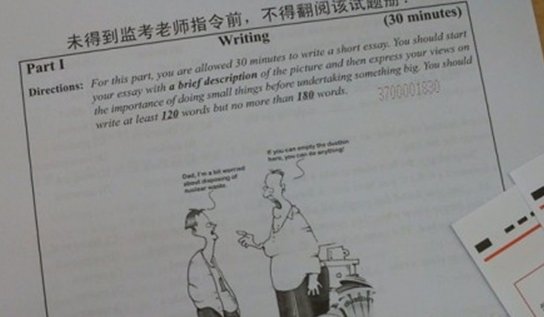 未得到监考老师指令前，不得翻阅该试题册！
Part I
Writing
(30 minutes)
Directions: For this part, you are allowed 30 minutes to write a short essay. You should start
your essay with a brief description of the picture and then express your views on
the importance of doing small things before undertaking something big. You should
write at least 120 words but no more than 180 words.
3700001830
Dad, I'm a bit worried
about disposing of
nuclear waste.
If you can empty the dustbin
here, you can do anything!